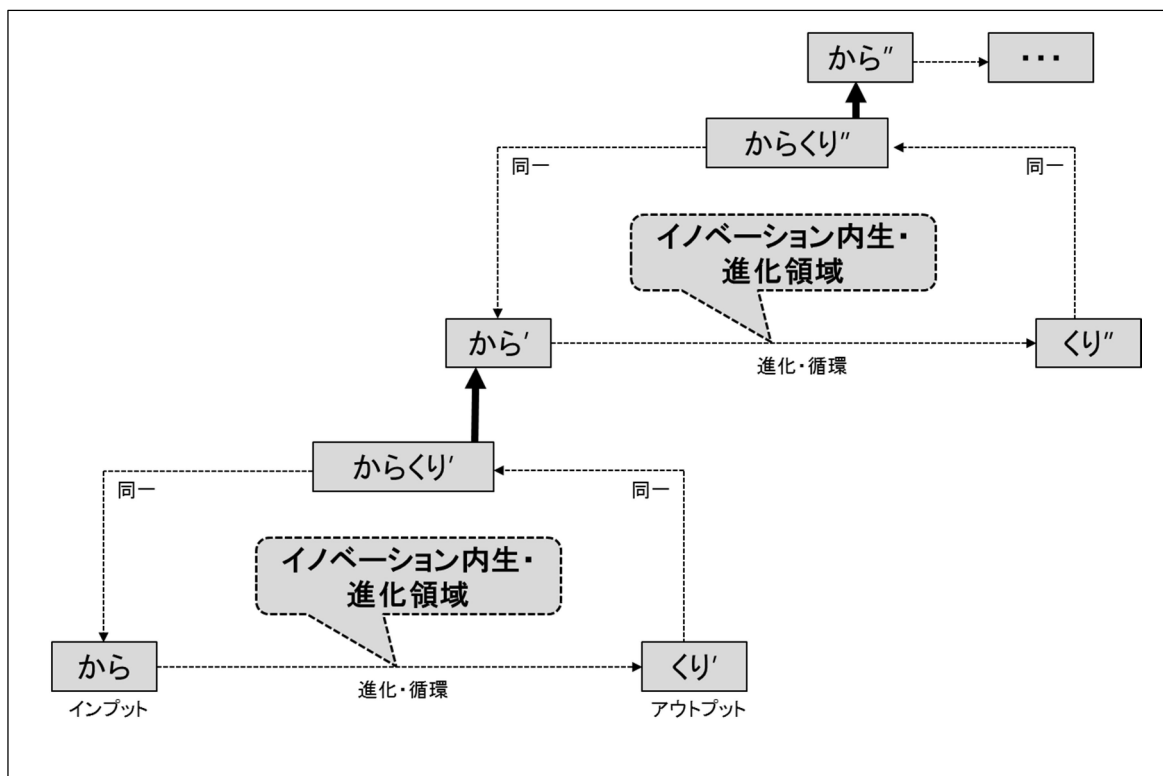 から″
・・・
からくり″
同一
同一
イノベーション内生・
進化領域
から′
くり″
進化・循環
からくり′
同一
同一
イノベーション内生・
進化領域
から
くり′
進化・循環
インプット
アウトプット